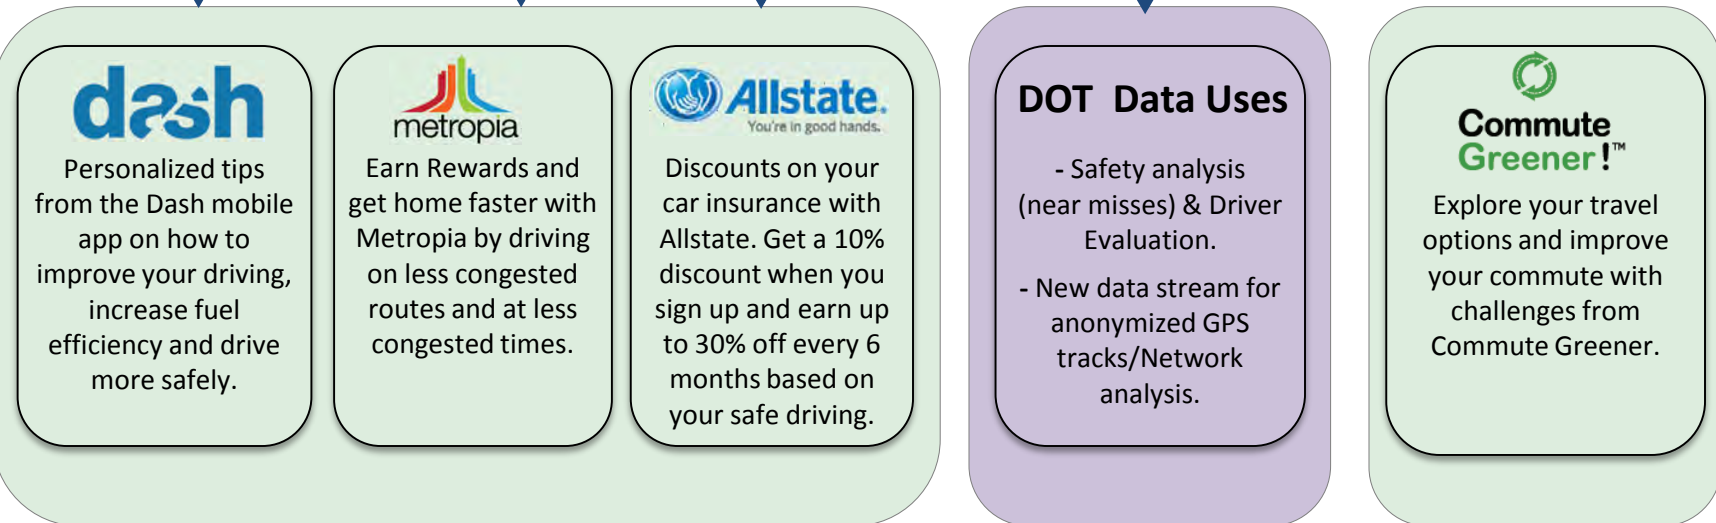 dash
Personalized tips
from the Dash mobile
app on how to
improve your driving,
increase fuel
efficiency and drive
more safely.
metropia
Earn Rewards and
get home faster with
Metropia by driving
on less congested
routes and at less
congested times.
Allstate.
You're in good hands.
Discounts on your
car insurance with
Allstate. Get a 10%
discount when you
sign up and earn up
to 30% off every 6
months based on
your safe driving.
DOT Data Uses
- Safety analysis
(near misses) & Driver
Evaluation.
- New data stream for
anonymized GPS
tracks/Network
analysis.
Commute
Greener!™
Explore your travel
options and improve
your commute with
challenges from
Commute Greener.